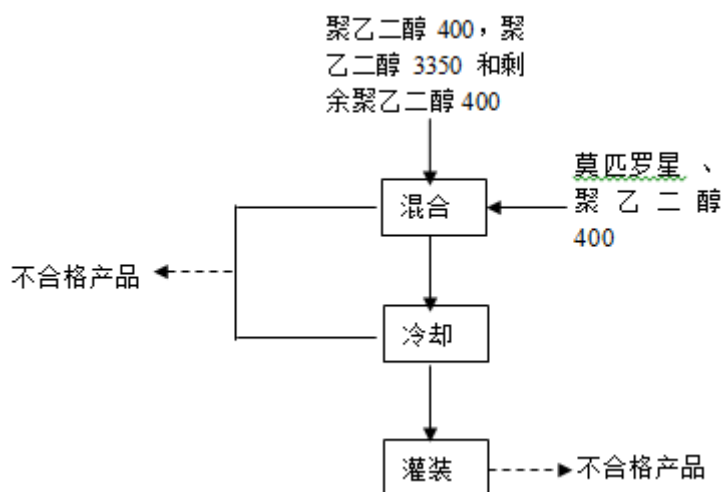 聚乙二醇 400，聚
乙二醇 3350 和剩
余聚乙二醇 400
莫匹罗星 、
聚 乙 二 醇
400
混合
不合格产品
冷却
灌装
不合格产品